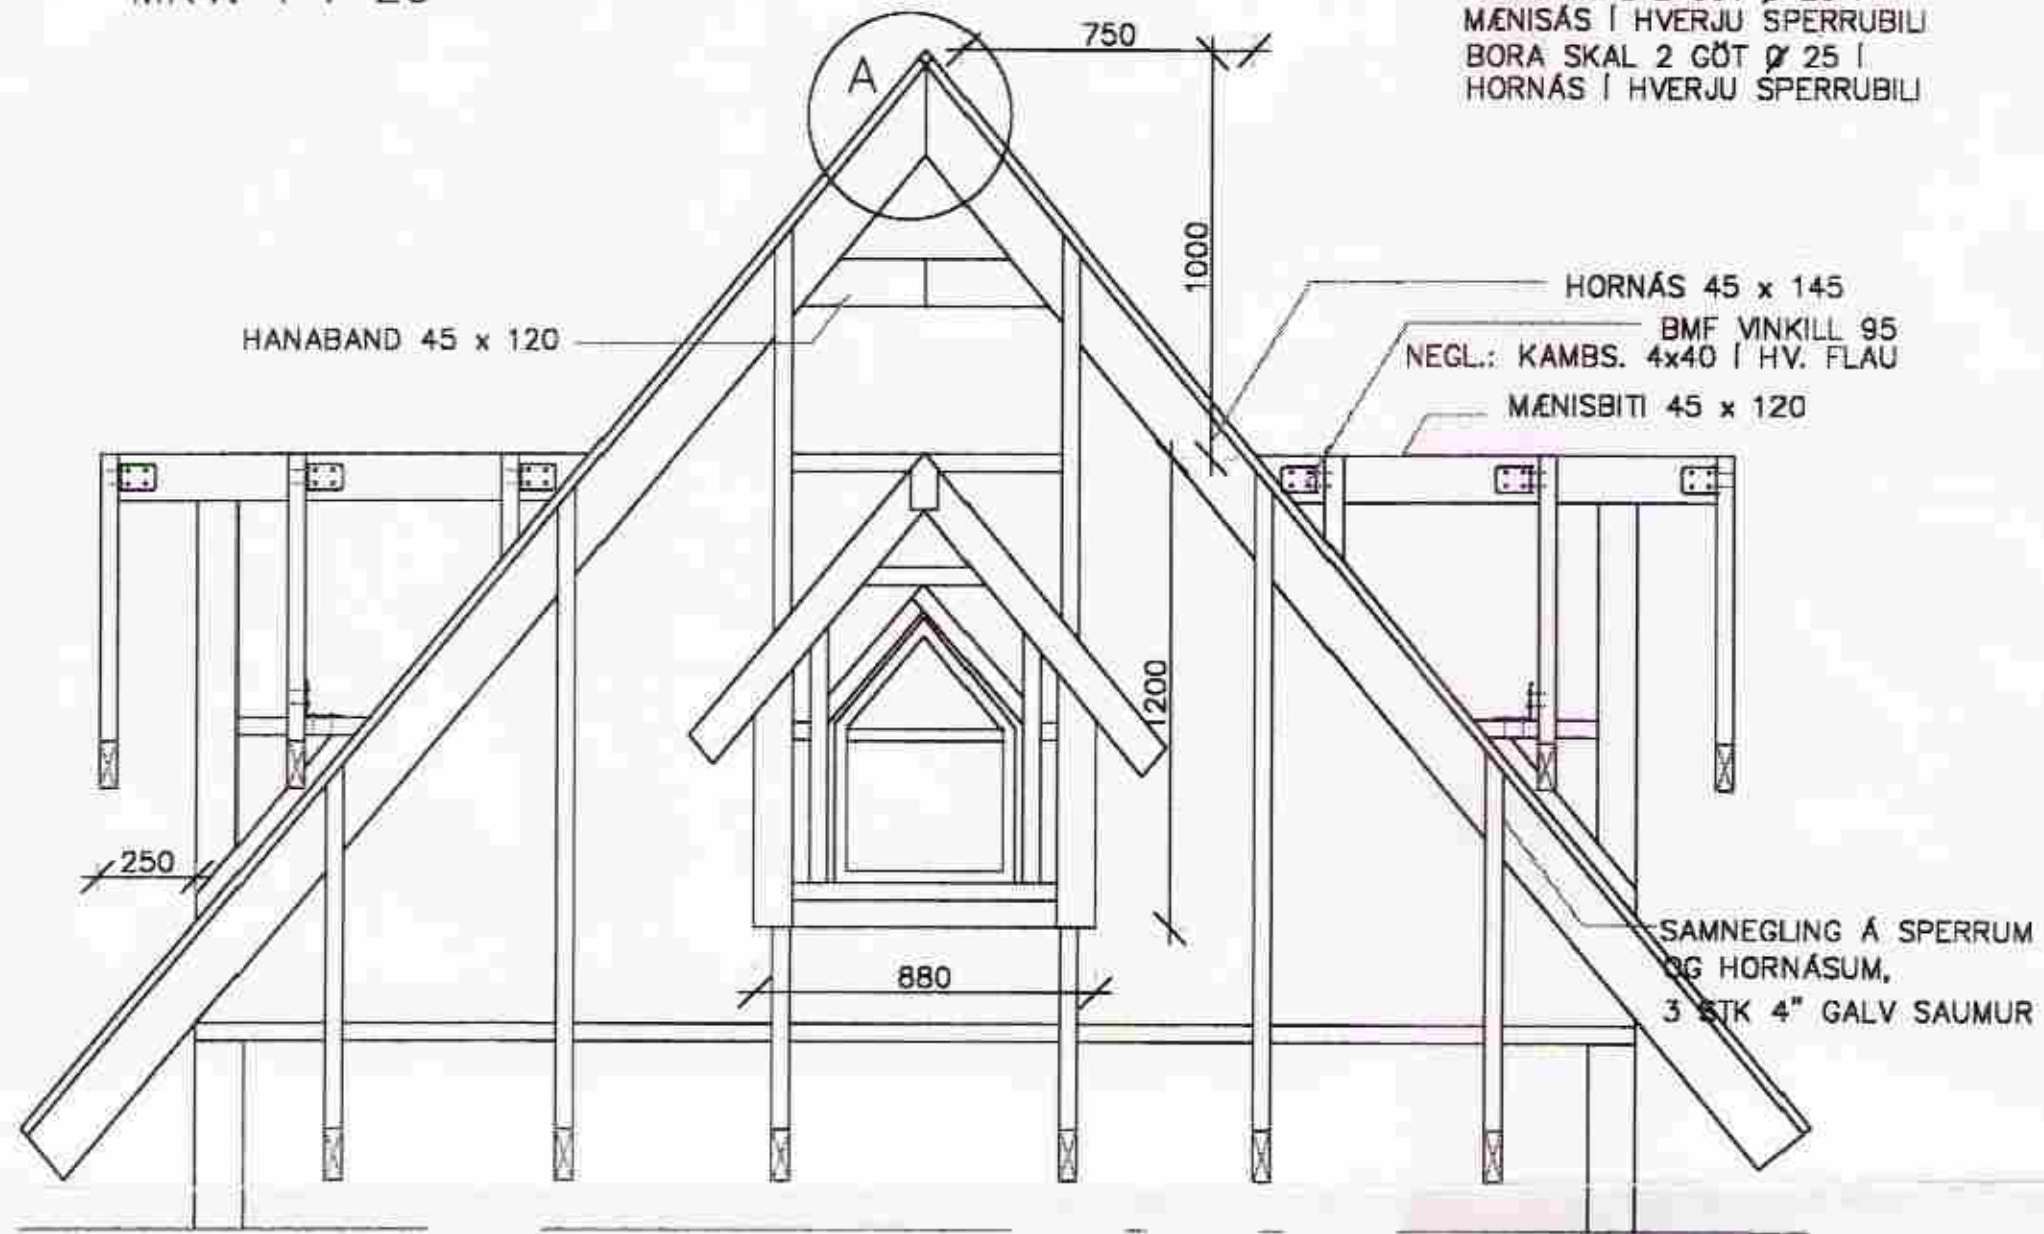 MÆNISÁS Í HVERJU SPERRUBILI
BORA SKAL 2 GÖT Ø 25 Í
HORNÁS Í HVERJU SPERRUBILI
750
A
1000
HORNÁS 45 x 145
BMF VINKILL 95
NEGL.: KAMBS. 4x40 Í HV. FLAU
MÆNISBITI 45 x 120
HANABAND 45 x 120
1200
250
880
SAMNEGLING Á SPERRUM
OG HORNÁSUM,
3 STK 4" GALV SAUMUR